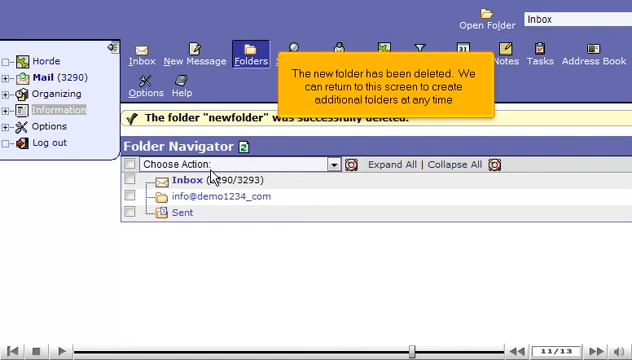 Open Folder
Inbox
Horde
Mail (3290)
Organizing
Information
Options
Log out
Inbox
New Message
Folders
Notes
Tasks
Address Book
Options
Help
The new folder has been deleted. We
can return to this screen to create
additional folders at any time
The folder "newfolder" was successfully deleted.
Folder Navigator
Choose Action:
Expand All | Collapse All
Inbox (3290/3293)
info@demo1234_com
Sent
11/13